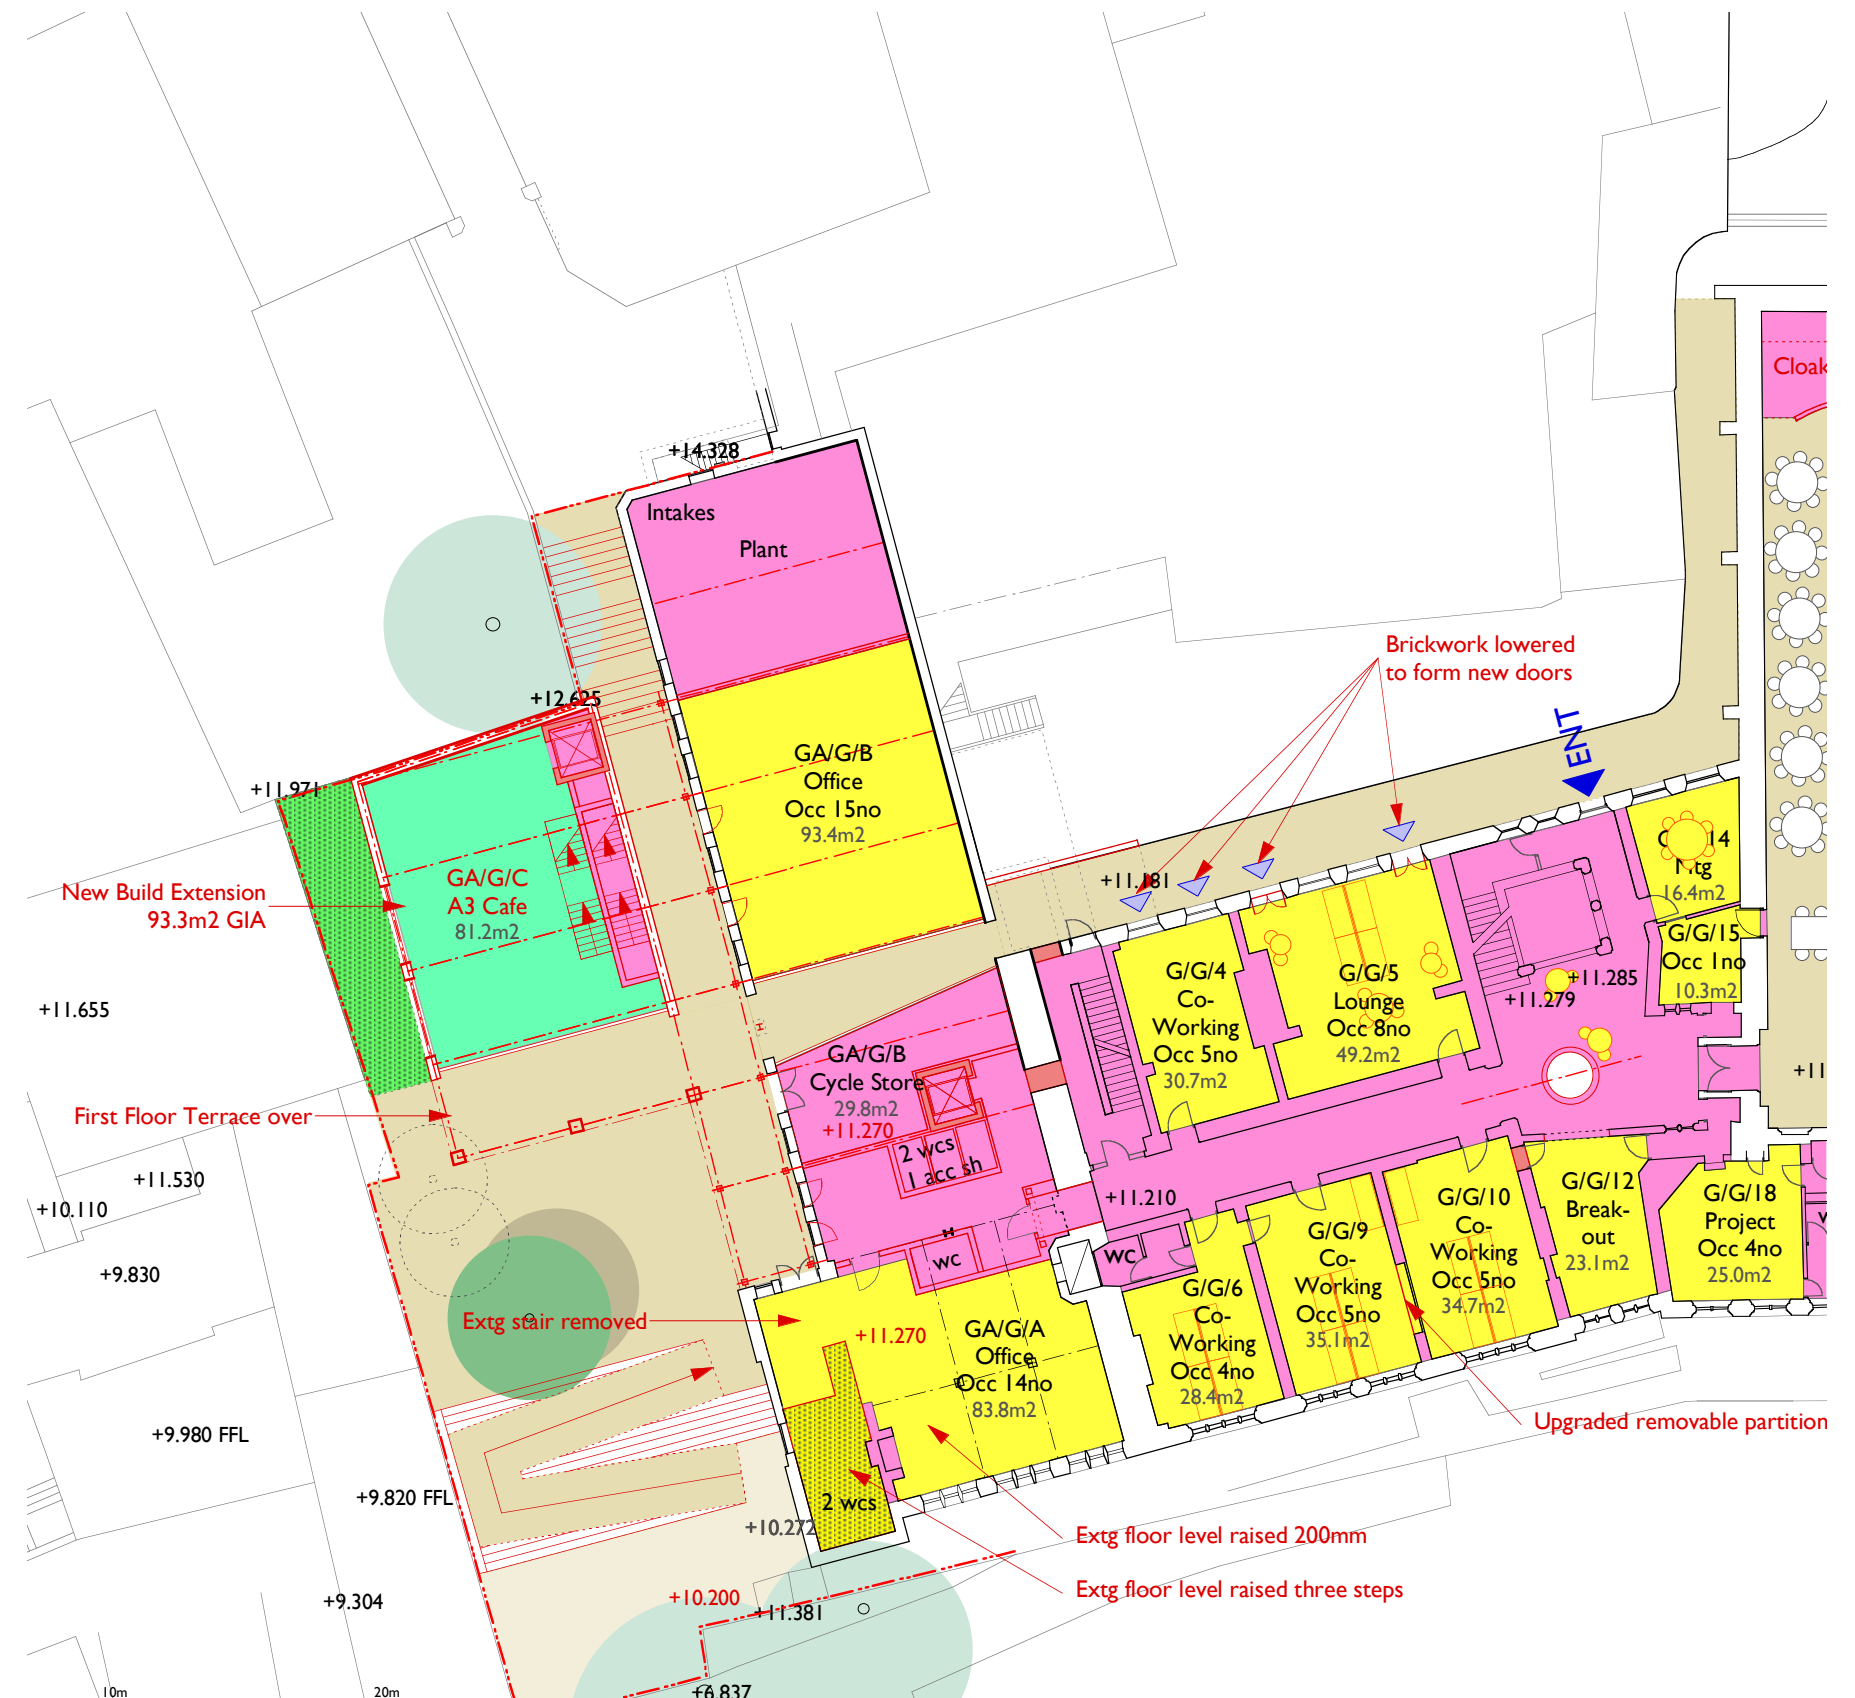 +14.328
Intakes
Plant
Cloak
Brickwork lowered
to form new doors
+12.625
ENT
GA/G/B
Office
Occ 15no
93.4m2
+11.971
New Build Extension
93.3m2 GIA
GA/G/C
A3 Cafe
81.2m2
+11.181
14
Mtg
16.4m2
G/G/15
Occ 1no
10.3m2
G/G/4
Co-
Working
Occ 5no
30.7m2
G/G/5
Lounge
Occ 8no
49.2m2
+11.285
+11.279
+11.655
GA/G/B
Cycle Store
29.8m2
+11.270
2 wcs
1 acc sh
First Floor Terrace over
+11
+11.530
+10.110
+11.210
G/G/12
Break-
out
23.1m2
G/G/18
Project
Occ 4no
25.0m2
G/G/10
Co-
Working
Occ 5no
34.7m2
G/G/9
Co-
Working
Occ 5no
35.1m2
wc
wc
G/G/6
Co-
Working
Occ 4no
28.4m2
+9.830
Extg stair removed
+11.270
GA/G/A
Office
Occ 14no
83.8m2
+9.980 FFL
Upgraded removable partition
+9.820 FFL
2 wcs
+10.272
Extg floor level raised 200mm
Extg floor level raised three steps
+9.304
+10.200
+11.381
10m
20m
+6.837